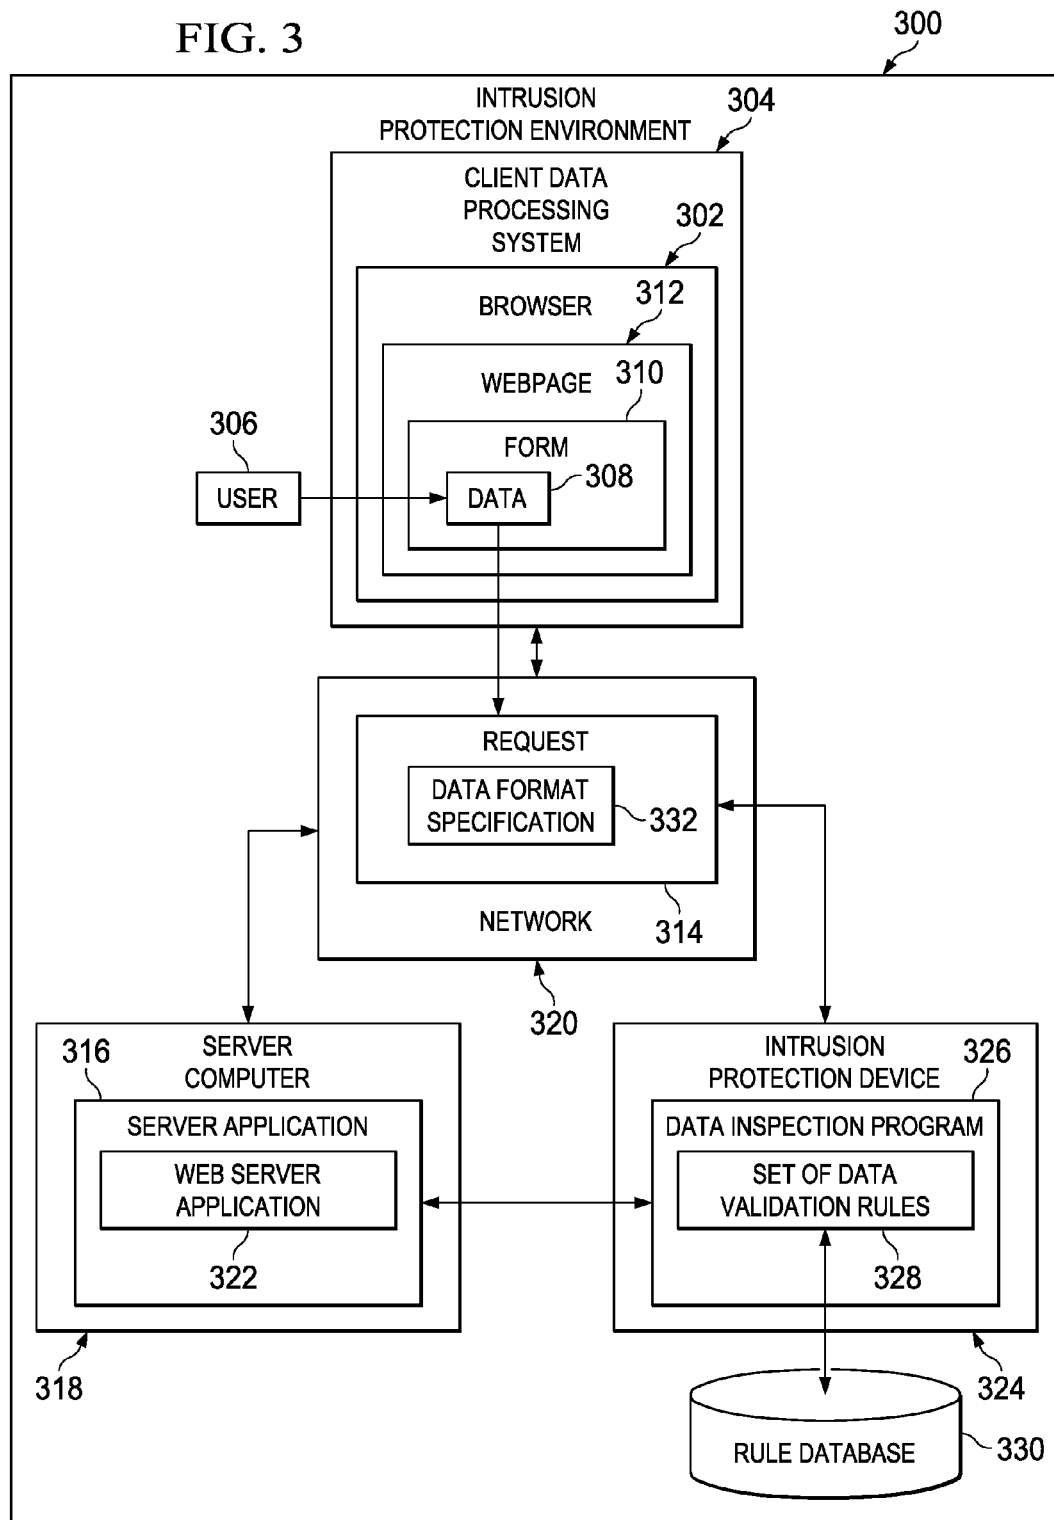 FIG. 3
300
INTRUSION
PROTECTION ENVIRONMENT
304
CLIENT DATA
PROCESSING
SYSTEM
302
BROWSER
312
WEBPAGE
310
FORM
306
USER
DATA
308
REQUEST
DATA FORMAT
SPECIFICATION
332
NETWORK
314
320
SERVER
COMPUTER
316
SERVER APPLICATION
WEB SERVER
APPLICATION
322
318
INTRUSION
PROTECTION DEVICE
326
DATA INSPECTION PROGRAM
SET OF DATA
VALIDATION RULES
328
324
RULE DATABASE
330